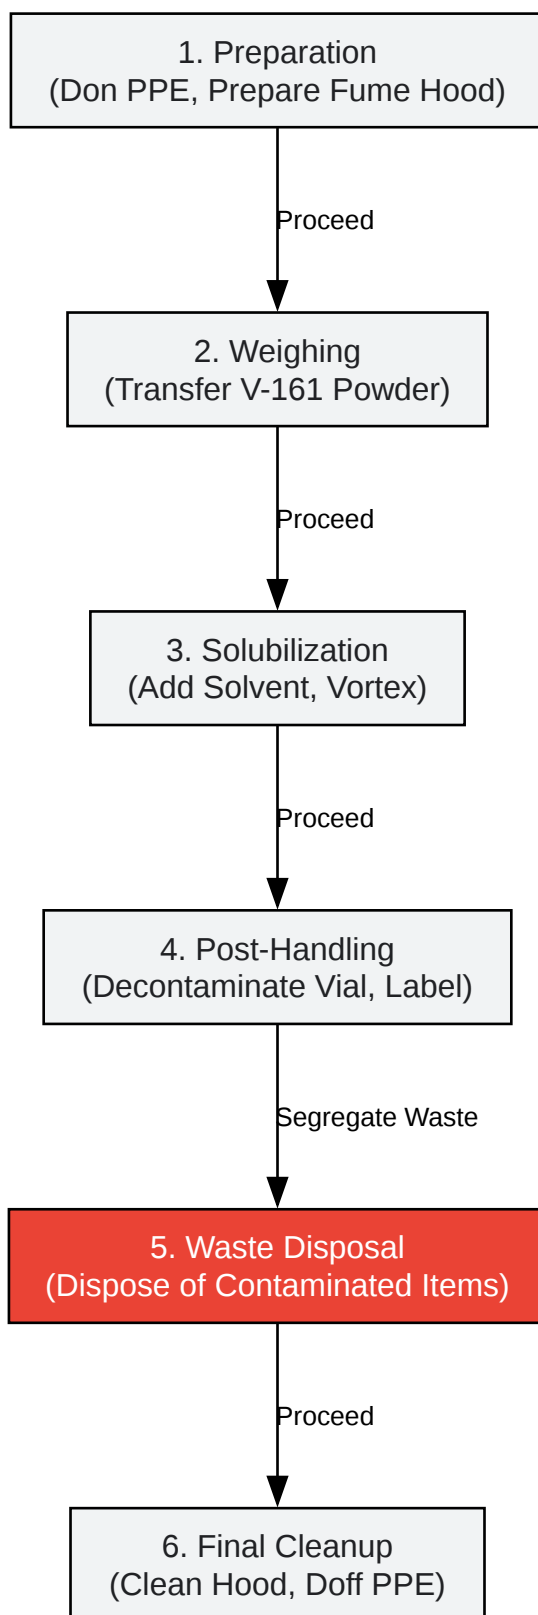 1. Preparation
(Don PPE, Prepare Fume Hood)
Proceed
2. Weighing
(Transfer V-161 Powder)
Proceed
3. Solubilization
(Add Solvent, Vortex)
Proceed
4. Post-Handling
(Decontaminate Vial, Label)
Segregate Waste
5. Waste Disposal
(Dispose of Contaminated Items)
Proceed
6. Final Cleanup
(Clean Hood, Doff PPE)